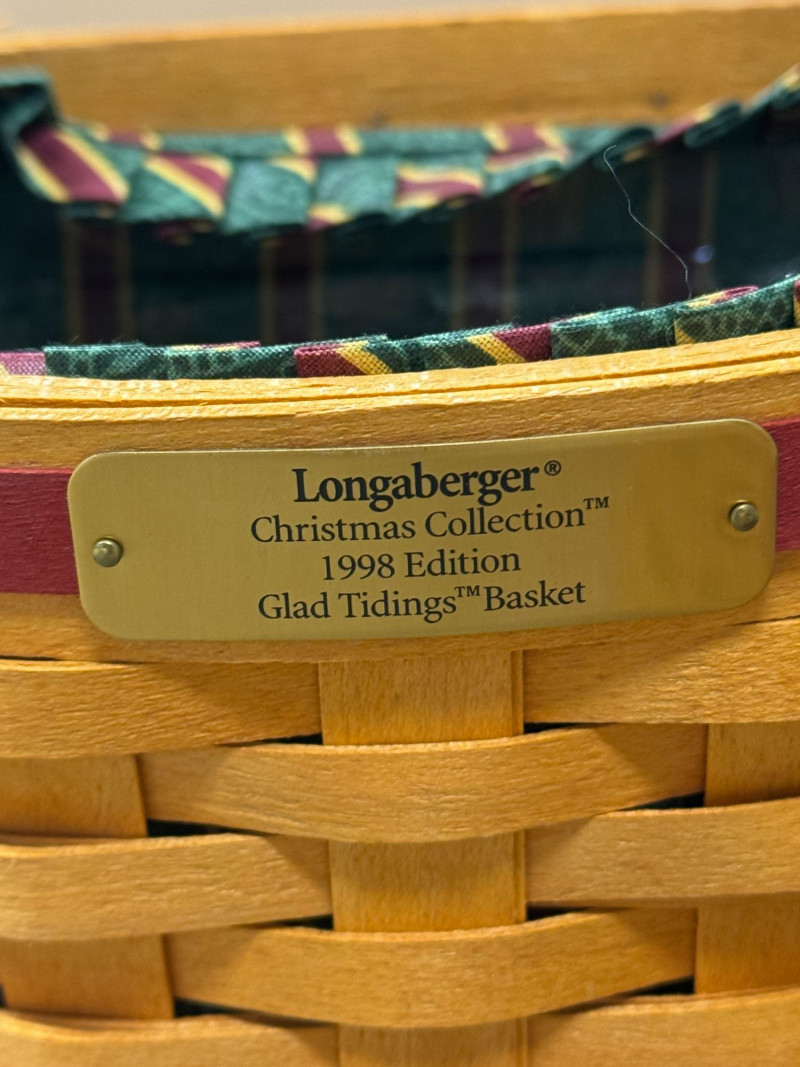 Longaberger®
Christmas Collection™
1998 Edition
Glad Tidings™ Basket